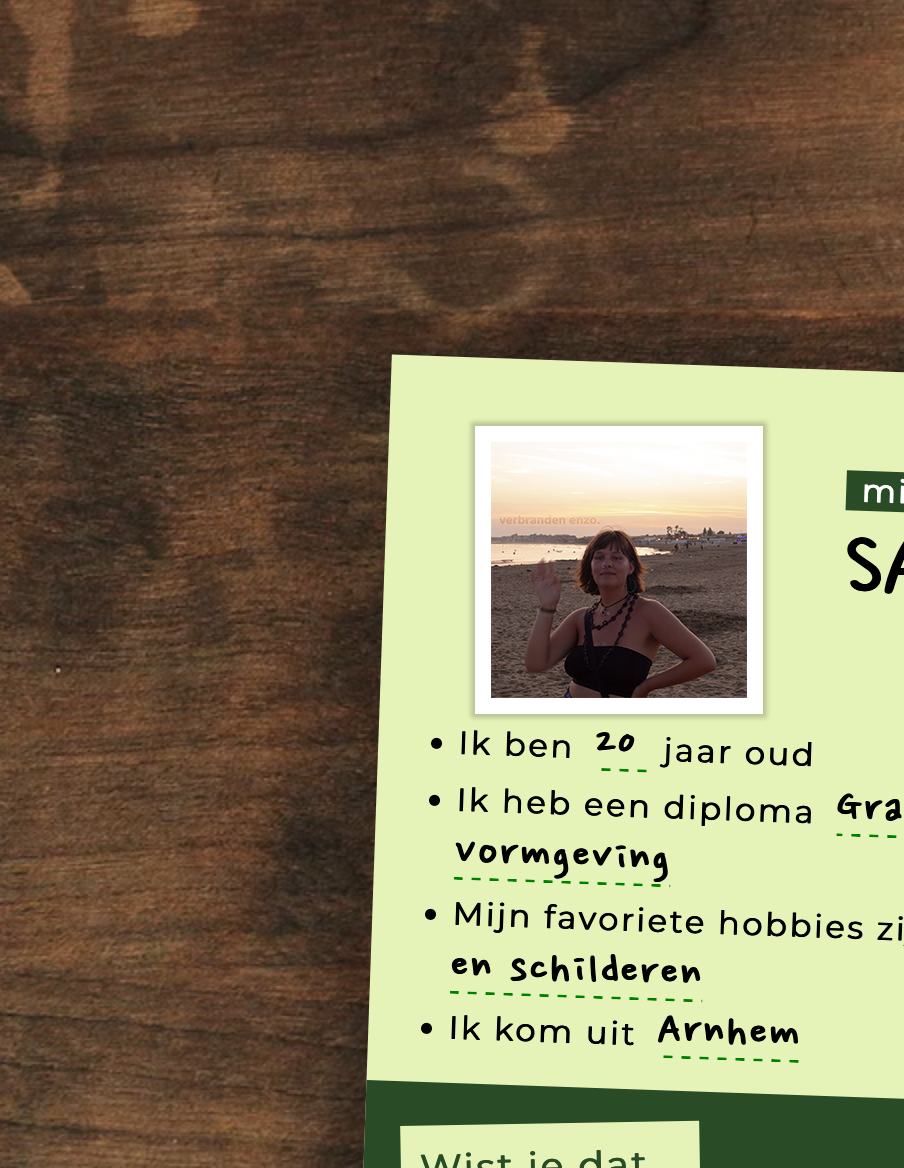 verbranden enzo.
mi
SA
Ik ben 20 jaar oud
Ik heb een diploma Gra
vormgeving
Mijn favoriete hobbies zij
en schilderen
Ik kom uit Arnhem
Wist je dat